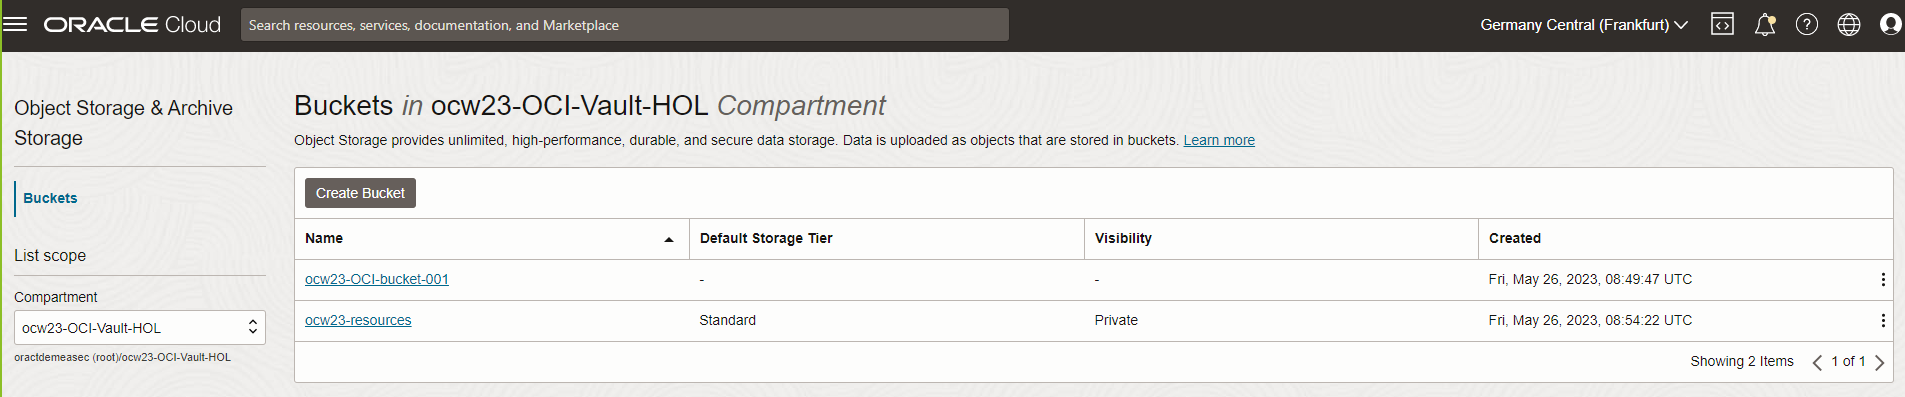 ORACLE Cloud
Search resources, services, documentation, and Marketplace
Germany Central (Frankfurt)
Object Storage & Archive
Storage
Buckets
List scope
Compartment
ocw23-OCI-Vault-HOL
oractdemeasec (root)/ocw23-OCI-Vault-HOL
Buckets in ocw23-OCI-Vault-HOL Compartment
Object Storage provides unlimited, high-performance, durable, and secure data storage. Data is uploaded as objects that are stored in buckets. Learn more
Create Bucket
Name Default Storage Tier Visibility Created
ocw23-OCI-bucket-001 - - Fri, May 26, 2023, 08:49:47 UTC
ocw23-resources Standard Private Fri, May 26, 2023, 08:54:22 UTC
Showing 2 Items 1 of 1